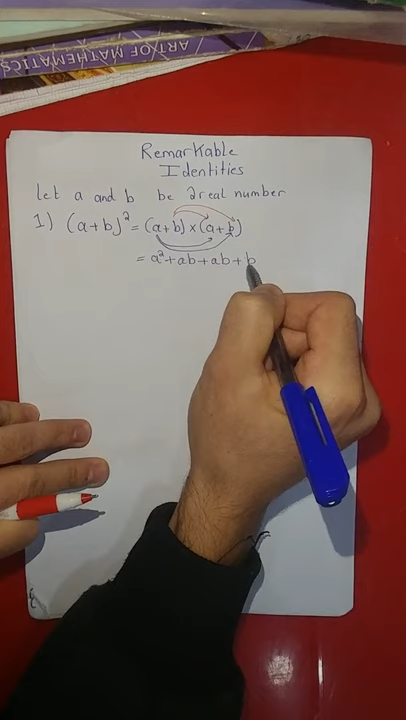 ART OF MATHEMATICS
Remarkable
Identities
let a and b be 2 real number
1) (a+b)² = (a+b)×(a+b)
= a²+ab+ab+b